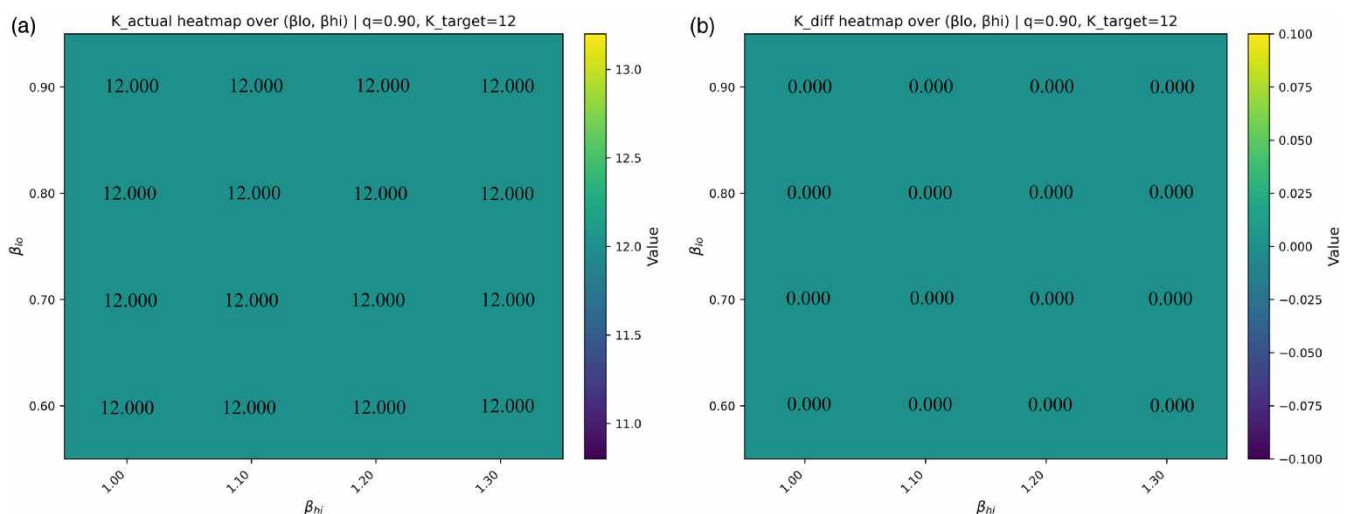 (a)
K_actual heatmap over (βlo, βhi) | q=0.90, K_target=12
0.90
12.000 12.000 12.000 12.000
0.80
12.000 12.000 12.000 12.000
0.70
12.000 12.000 12.000 12.000
0.60
12.000 12.000 12.000 12.000
βlo
1.00 1.10 1.20 1.30
βhi
13.0
12.5
12.0
11.5
11.0
Value
(b)
K_diff heatmap over (βlo, βhi) | q=0.90, K_target=12
0.90
0.000 0.000 0.000 0.000
0.80
0.000 0.000 0.000 0.000
0.70
0.000 0.000 0.000 0.000
0.60
0.000 0.000 0.000 0.000
βlo
1.00 1.10 1.20 1.30
βhi
0.100
0.075
0.050
0.025
0.000
−0.025
−0.050
−0.075
−0.100
Value